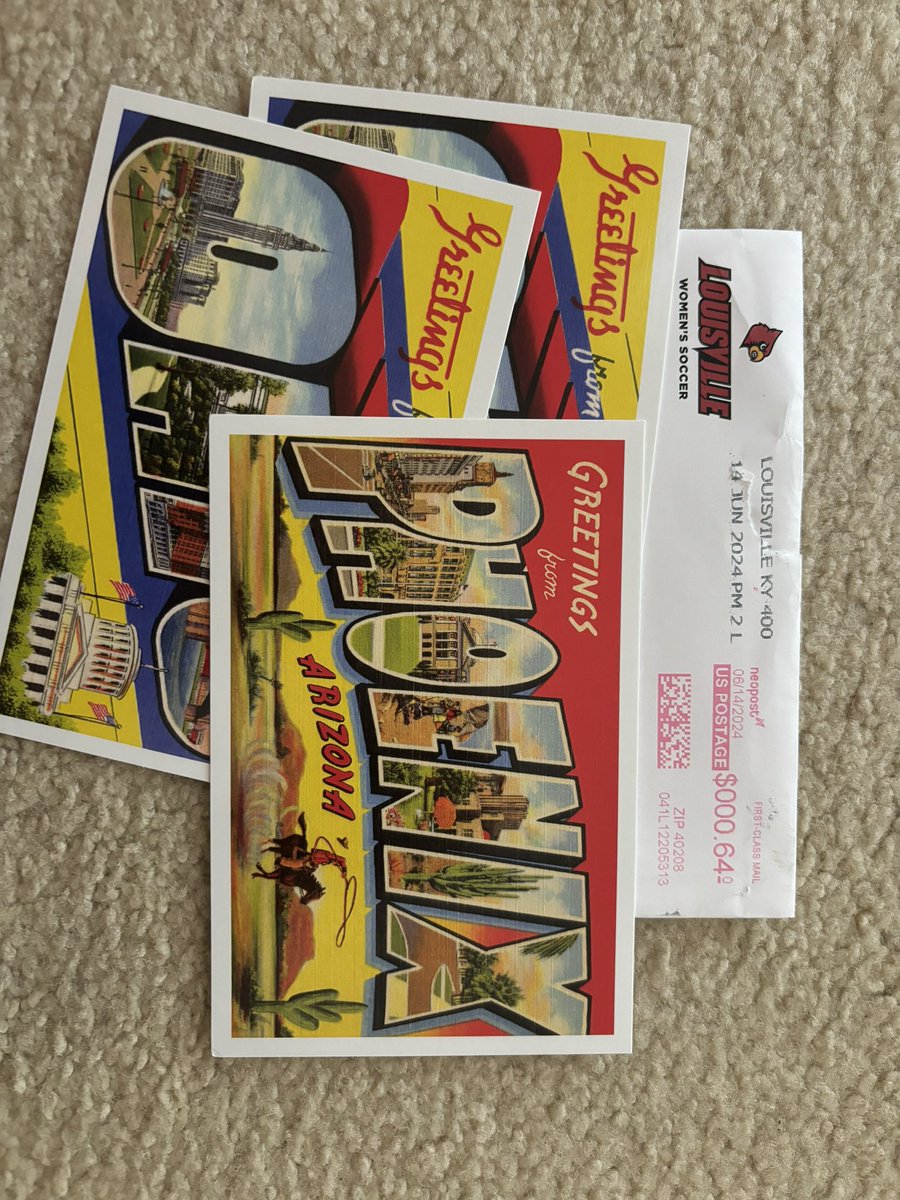 Greetings
from
Greetings
GREETINGS
from
PHOENIX
ARIZONA
LOUISVILLE
WOMEN'S SOCCER
LOUISVILLE KY 400
14 JUN 2024 PM 2 L
neopost
06/14/2024
US POSTAGE $000.64⁰
FIRST-CLASS MAIL
ZIP 40208
041L12205313